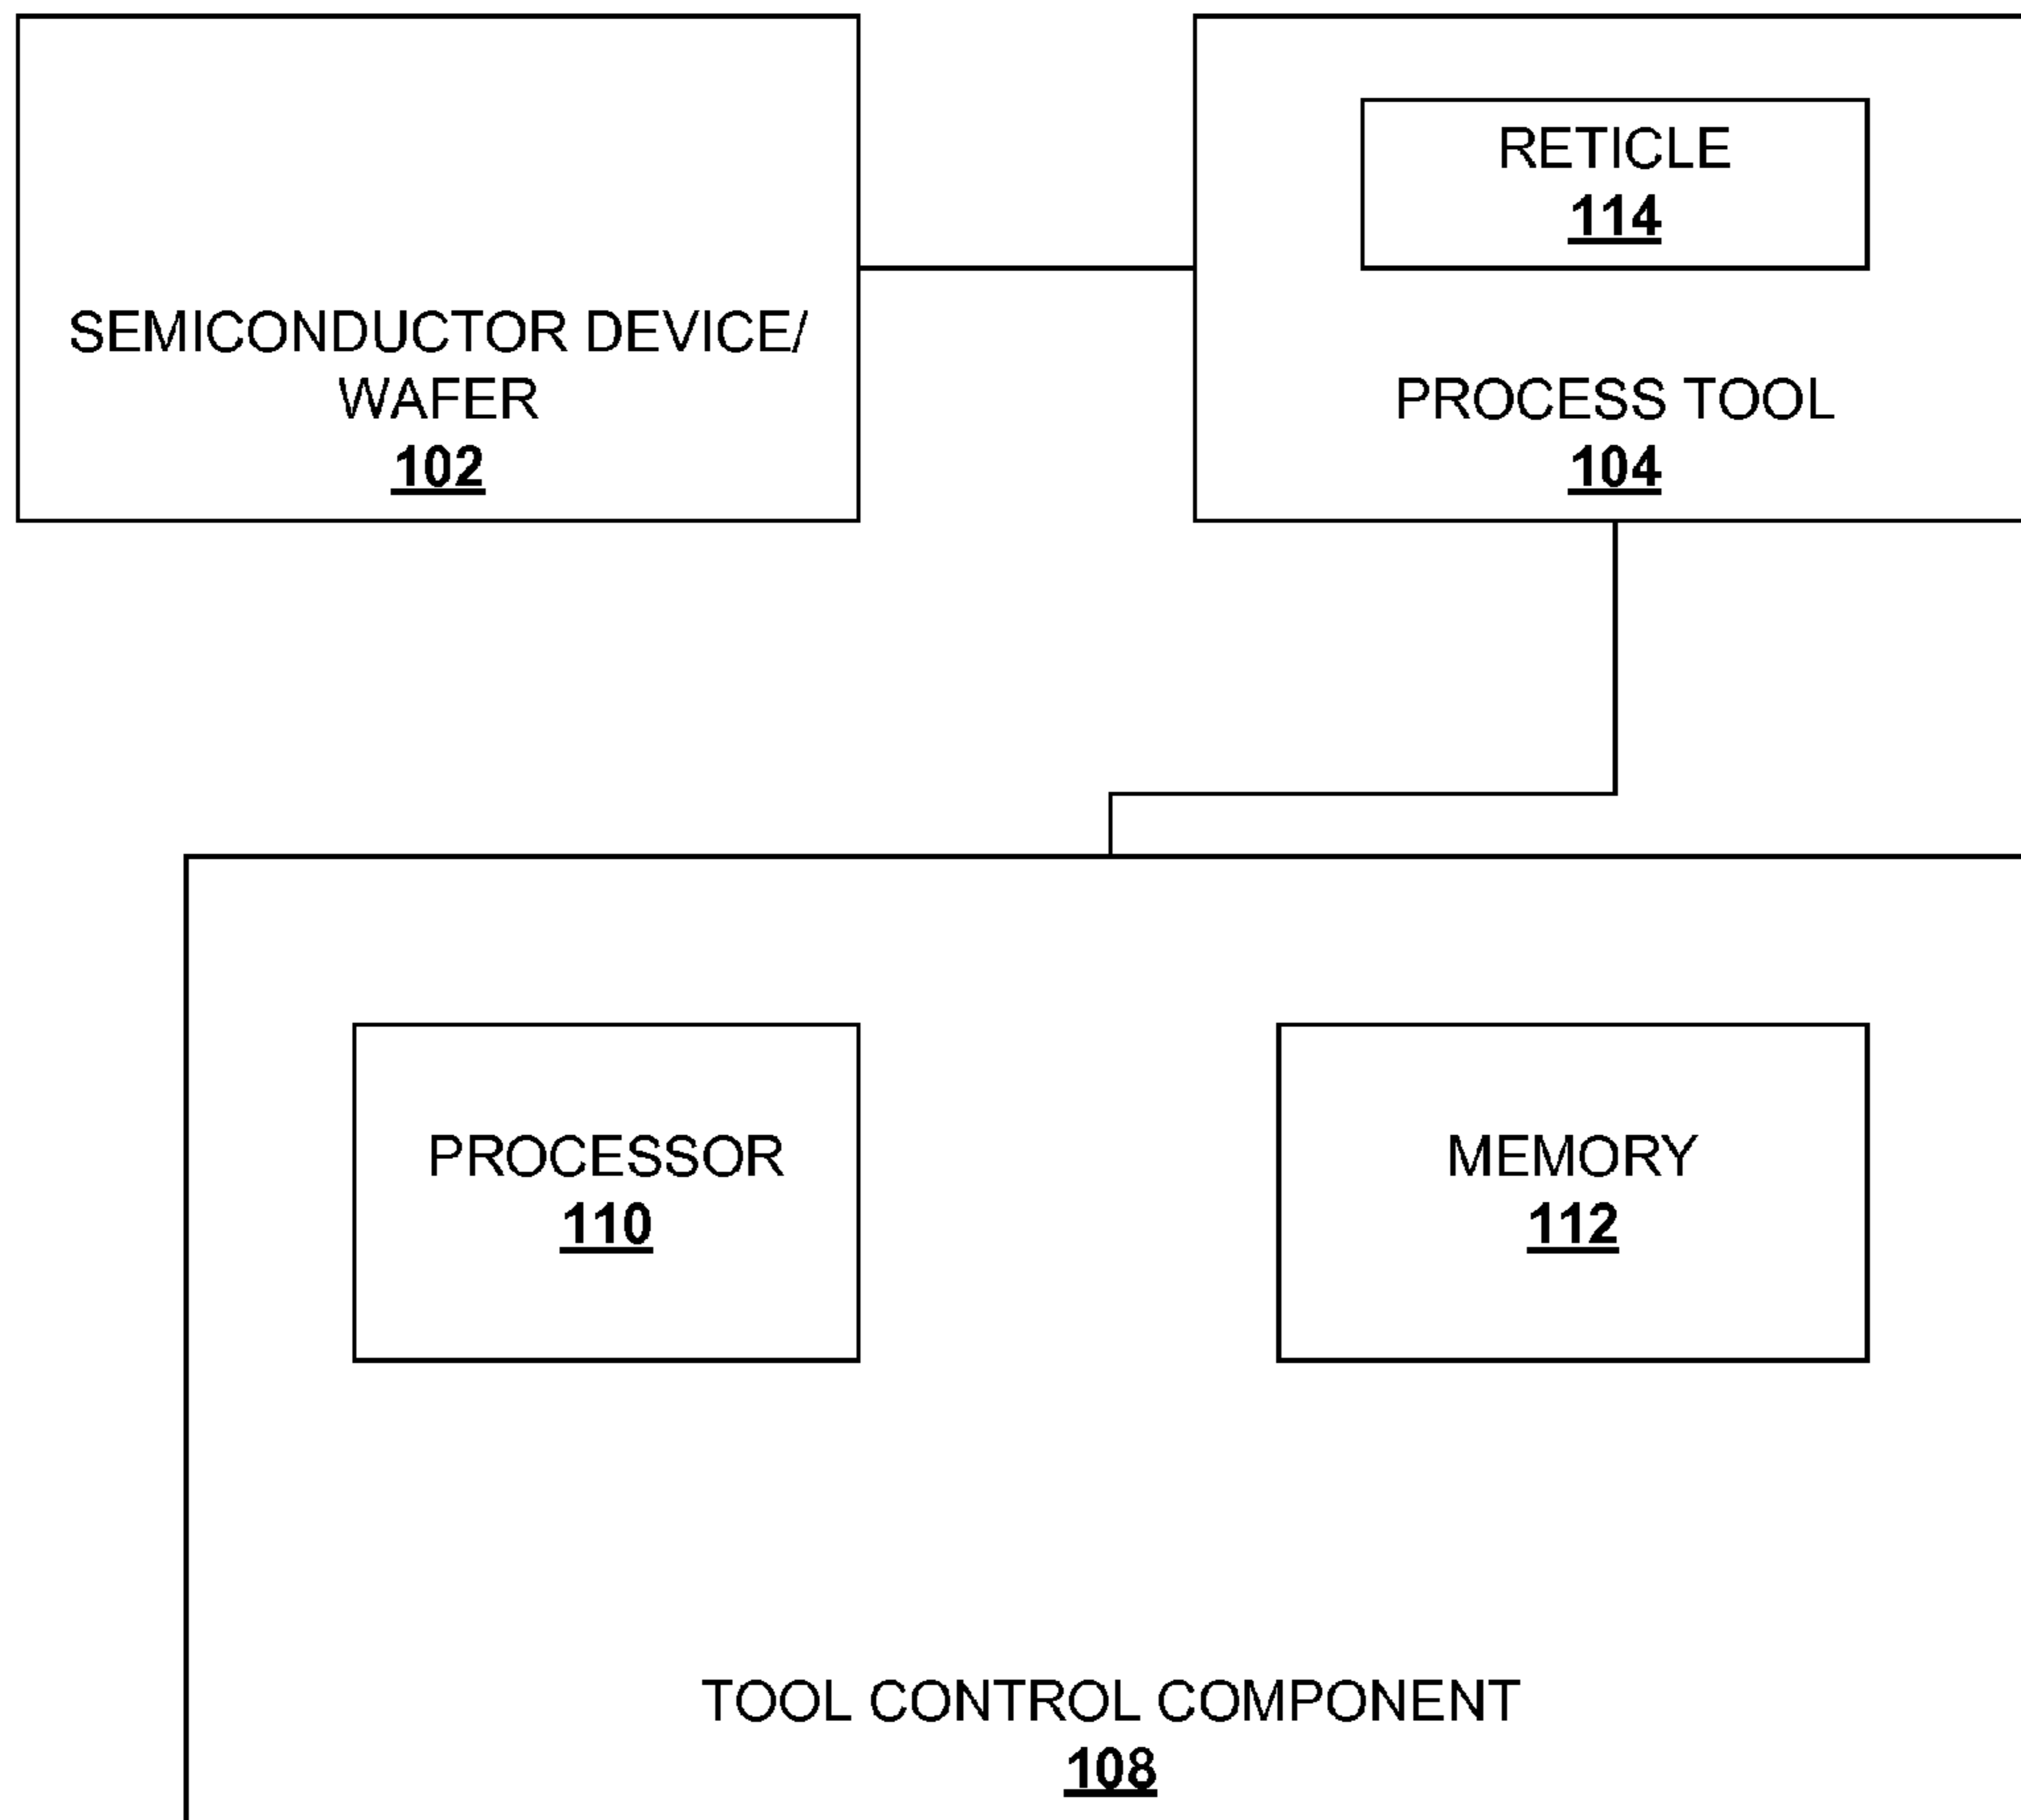 RETICLE
114
SEMICONDUCTOR DEVICE/
WAFER
102
PROCESS TOOL
104
PROCESSOR
110
MEMORY
112
TOOL CONTROL COMPONENT
108